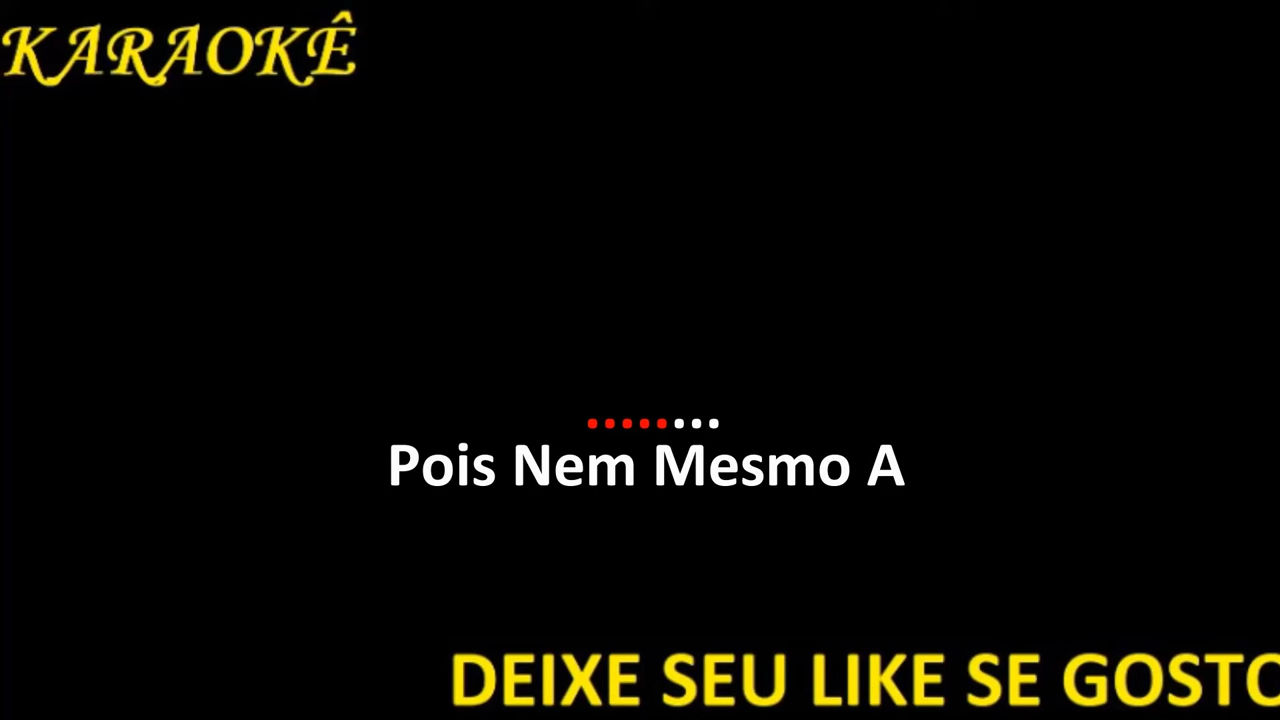 KARAOKÊ
........
Pois Nem Mesmo A
DEIXE SEU LIKE SE GOSTO